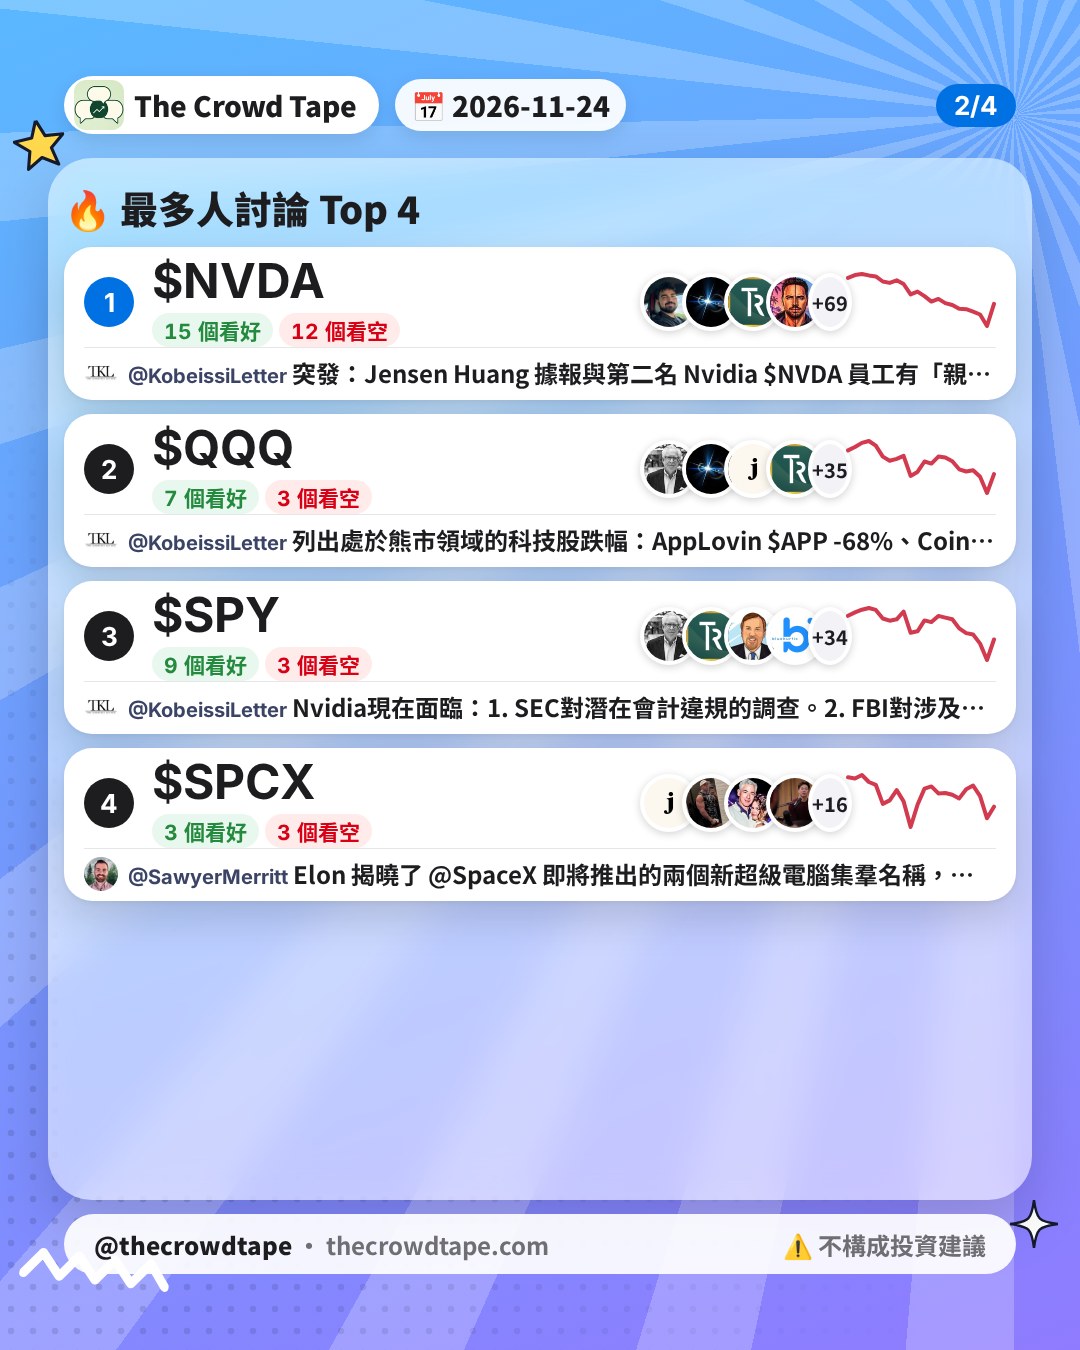 The Crowd Tape
July
17
2026-11-24
2/4
最多人討論 Top 4
1
$NVDA
15 個看好
12 個看空
TR
+69
TKL
@KobeissiLetter 突發：Jensen Huang 據報與第二名 Nvidia $NVDA 員工有「親…
2
$QQQ
7 個看好
3 個看空
j
TR
+35
TKL
@KobeissiLetter 列出處於熊市領域的科技股跌幅：AppLovin $APP -68%、Coin…
3
$SPY
9 個看好
3 個看空
TR
b
+34
TKL
@KobeissiLetter Nvidia現在面臨：1. SEC對潛在會計違規的調查。2. FBI對涉及…
4
$SPCX
3 個看好
3 個看空
j
+16
@SawyerMerritt Elon 揭曉了 @SpaceX 即將推出的兩個新超級電腦集羣名稱，…
@thecrowdtape • thecrowdtape.com
不構成投資建議